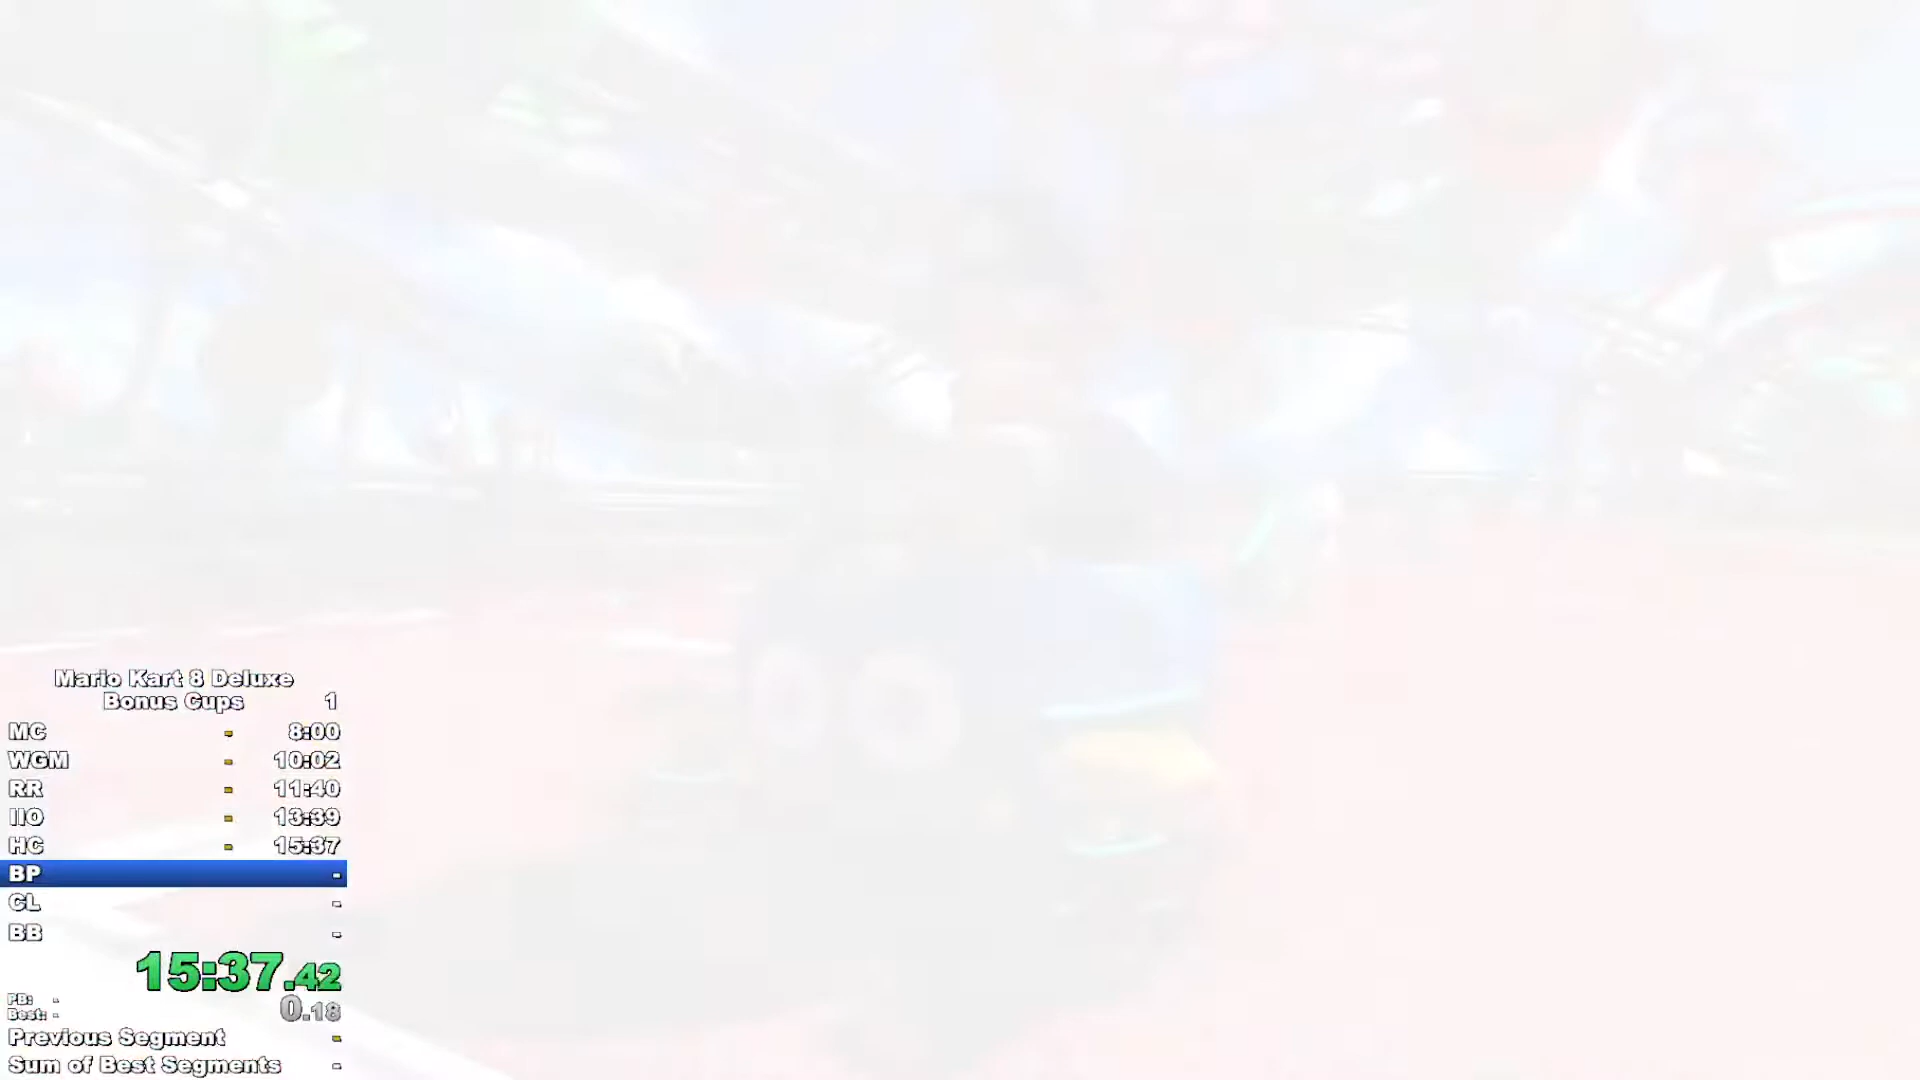 Mario Kart 8 Deluxe
Bonus Cups 1
MC - 8:00
WGM - 10:02
RR - 11:40
IIO - 13:39
HC - 15:37
BP -
CL -
BB -
15:37.42
PB: - 0.18
Best: -
Previous Segment -
Sum of Best Segments -